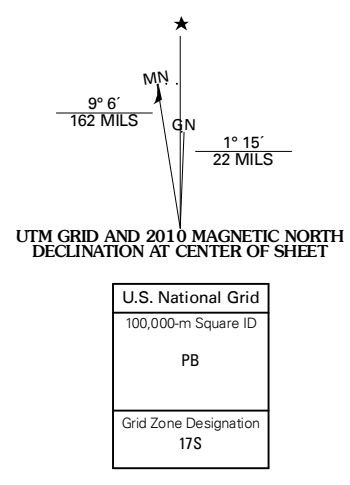 MN
9° 6´
162 MILS
GN
1° 15´
22 MILS
UTM GRID AND 2010 MAGNETIC NORTH
DECLINATION AT CENTER OF SHEET
U.S. National Grid
100,000-m Square ID
PB
Grid Zone Designation
17S